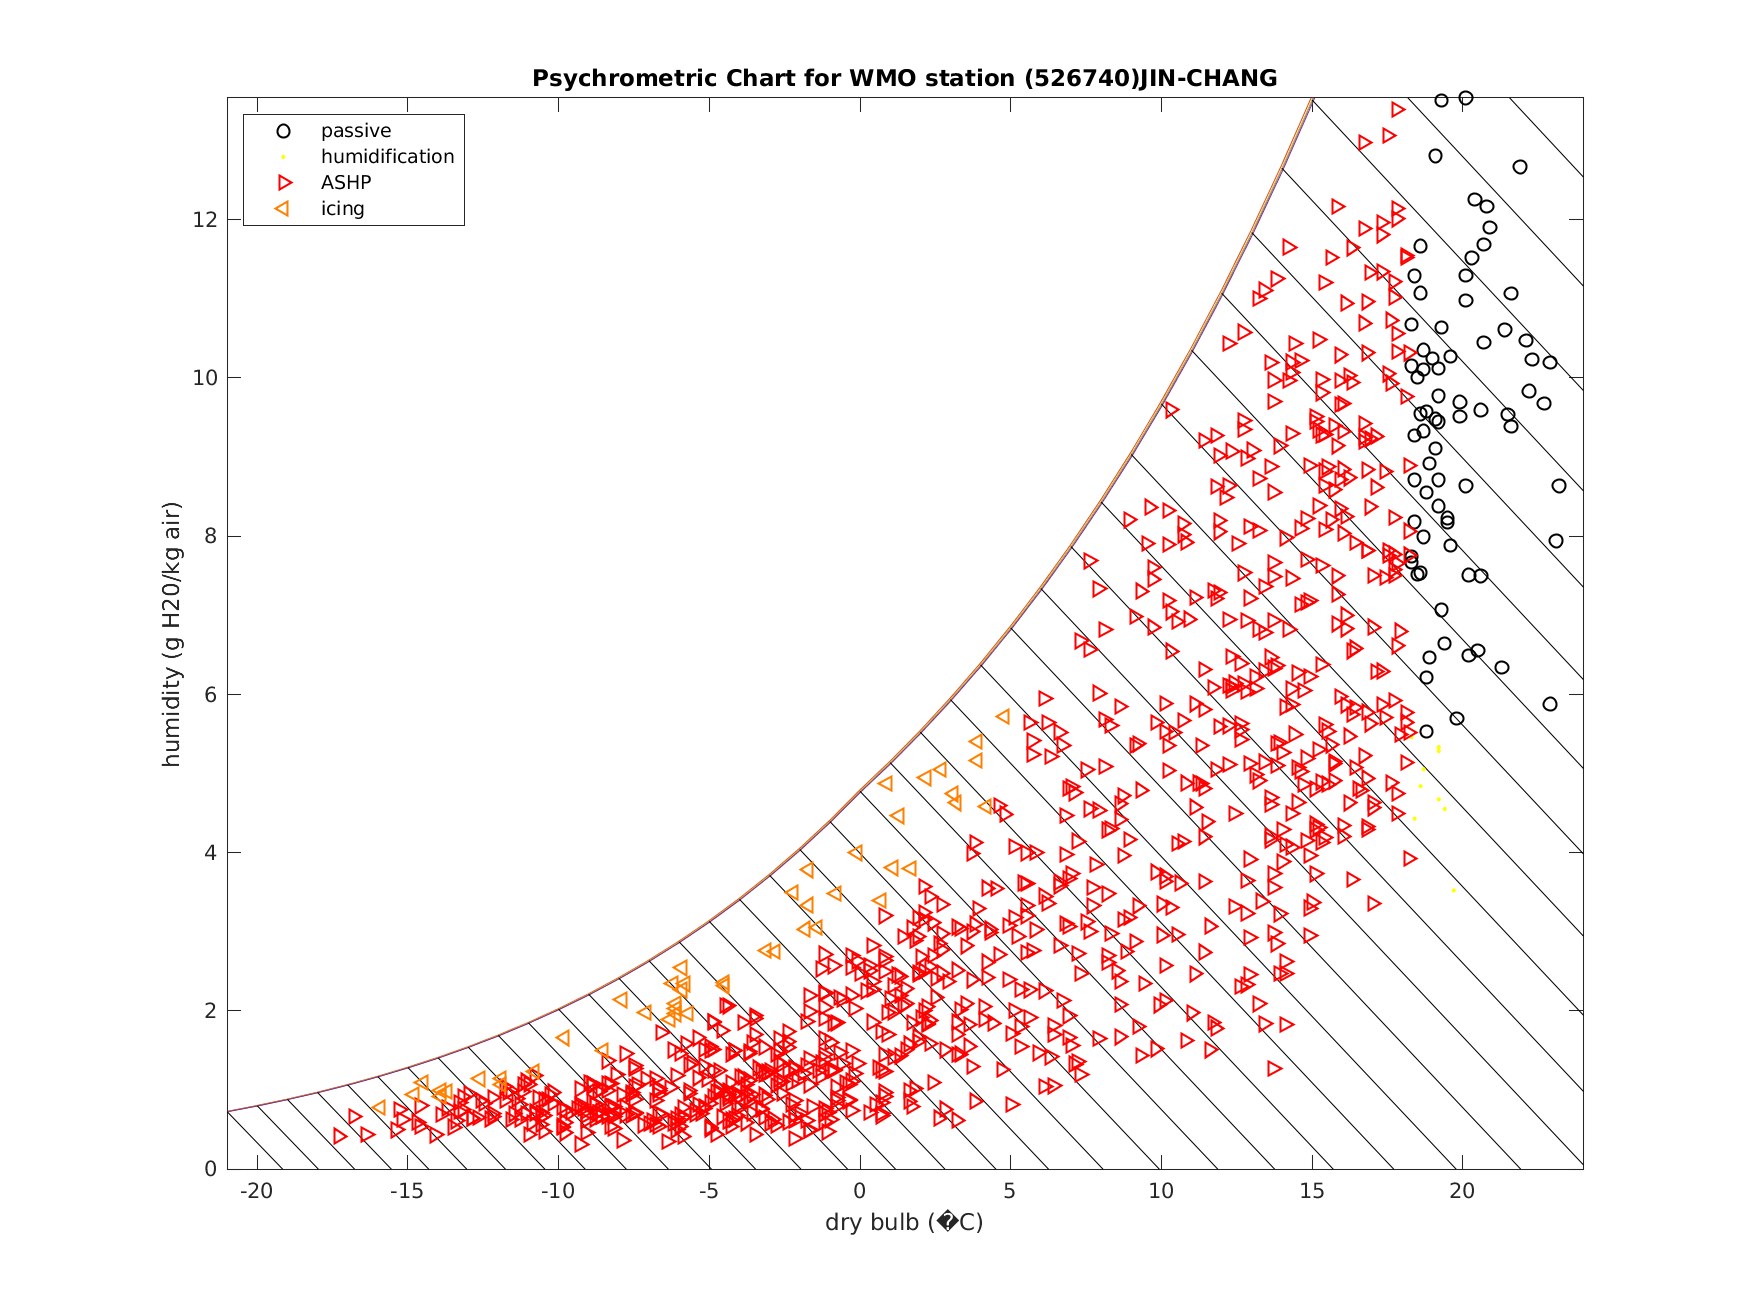 Psychrometric Chart for WMO station (526740)JIN-CHANG
passive
humidification
ASHP
icing
humidity (g H20/kg air)
12
10
8
6
4
2
0
-20 -15 -10 -5 0 5 10 15 20
dry bulb (�C)